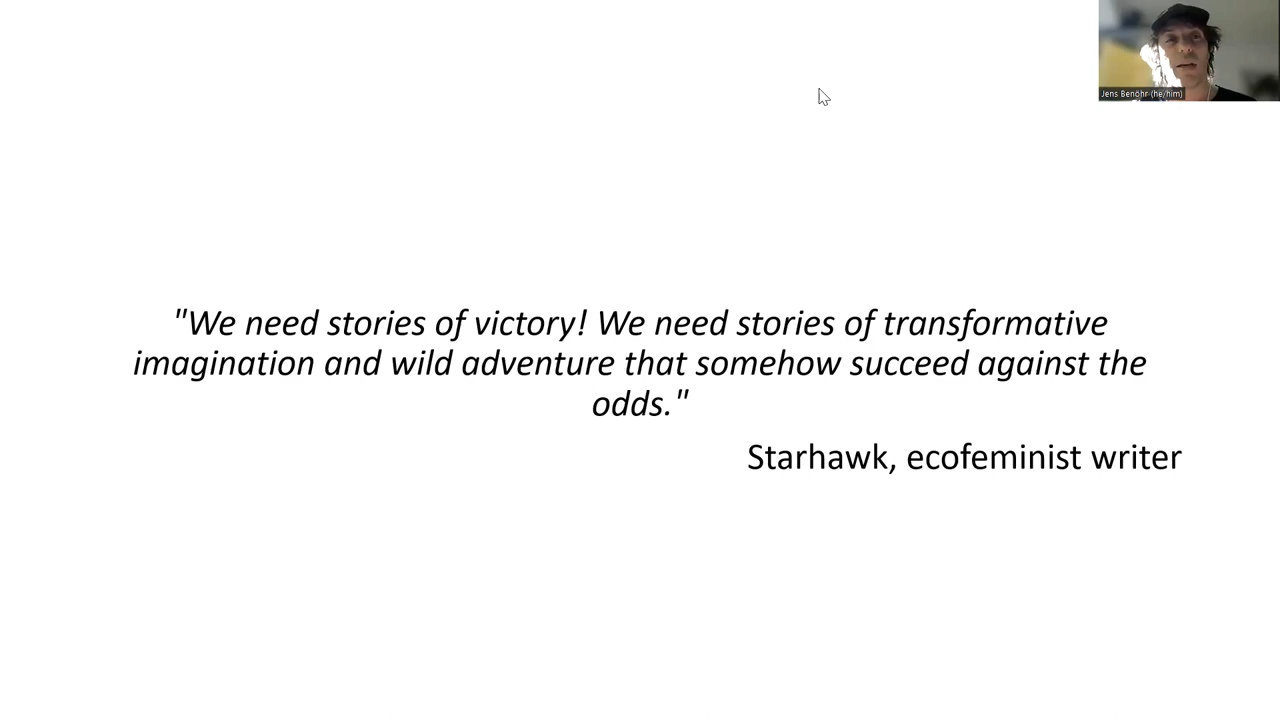 Jens Benöhr (he/him)
"We need stories of victory! We need stories of transformative
imagination and wild adventure that somehow succeed against the
odds."
Starhawk, ecofeminist writer